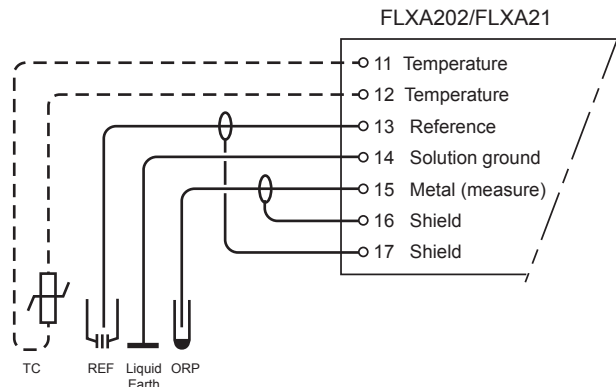 FLXA202/FLXA21
11 Temperature
12 Temperature
13 Reference
14 Solution ground
15 Metal (measure)
16 Shield
17 Shield
TC REF Liquid Earth ORP